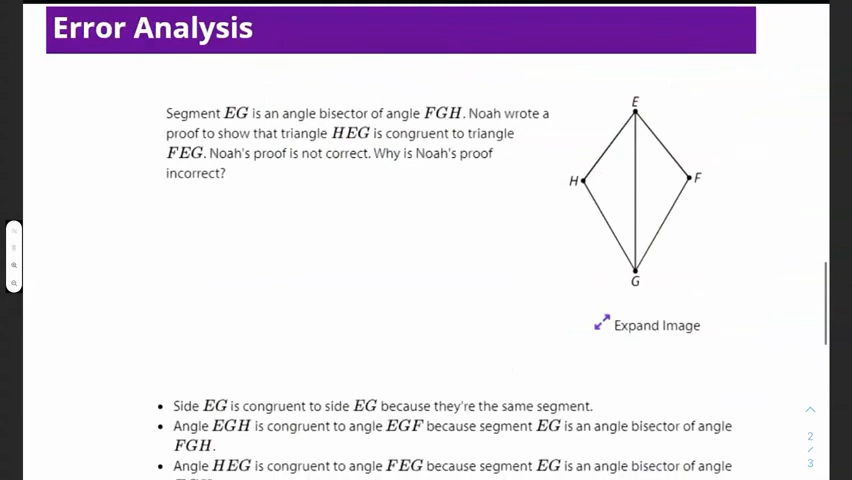 Error Analysis
Segment EG is an angle bisector of angle FGH. Noah wrote a
proof to show that triangle HEG is congruent to triangle
FEG. Noah's proof is not correct. Why is Noah's proof
incorrect?
E
H
F
G
Expand Image
• Side EG is congruent to side EG because they're the same segment.
• Angle EGH is congruent to angle EGF because segment EG is an angle bisector of angle
FGH.
• Angle HEG is congruent to angle FEG because segment EG is an angle bisector of angle
2
/
3